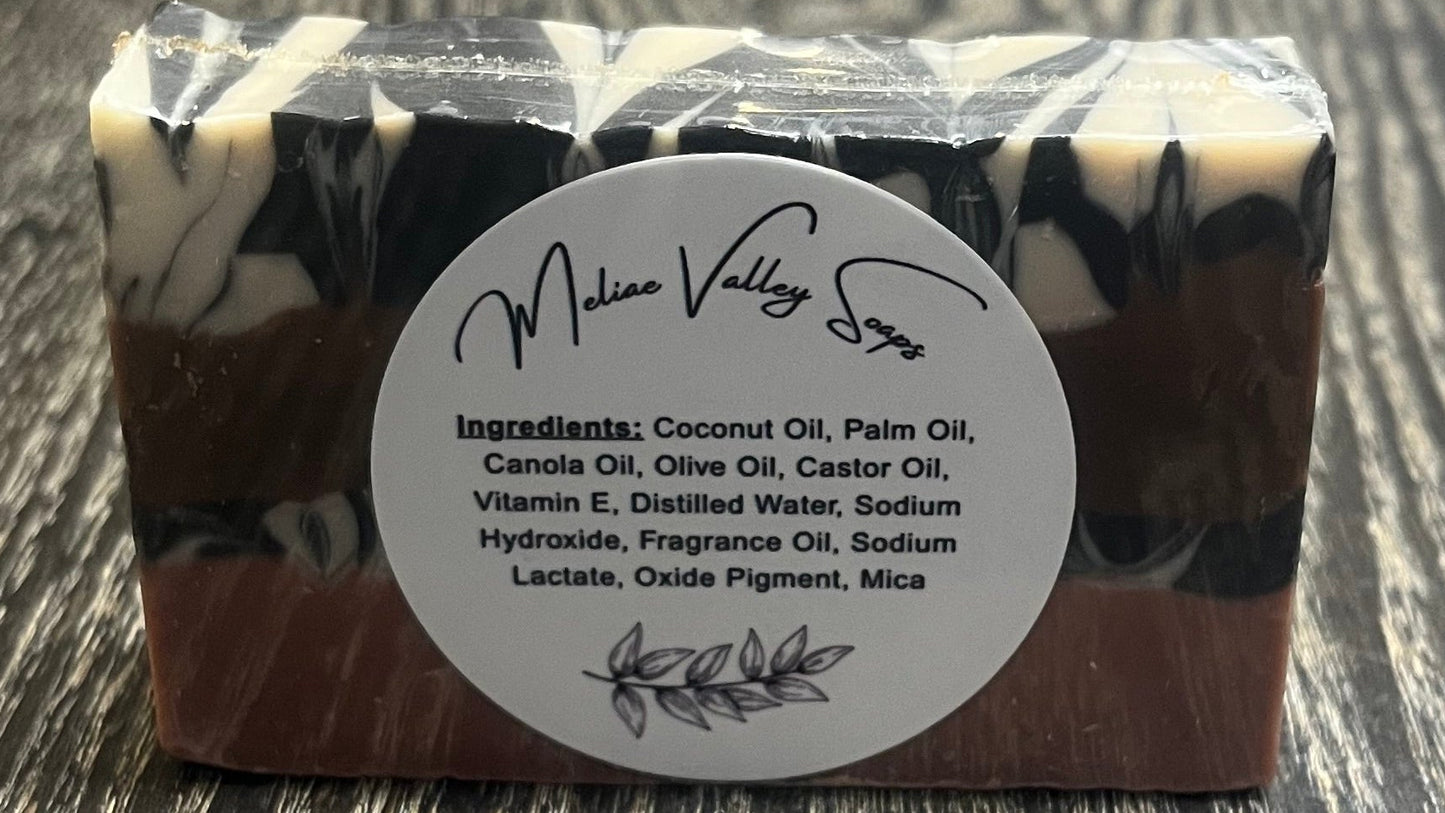 Meliae Valley Soaps
Ingredients: Coconut Oil, Palm Oil,
Canola Oil, Olive Oil, Castor Oil,
Vitamin E, Distilled Water, Sodium
Hydroxide, Fragrance Oil, Sodium
Lactate, Oxide Pigment, Mica